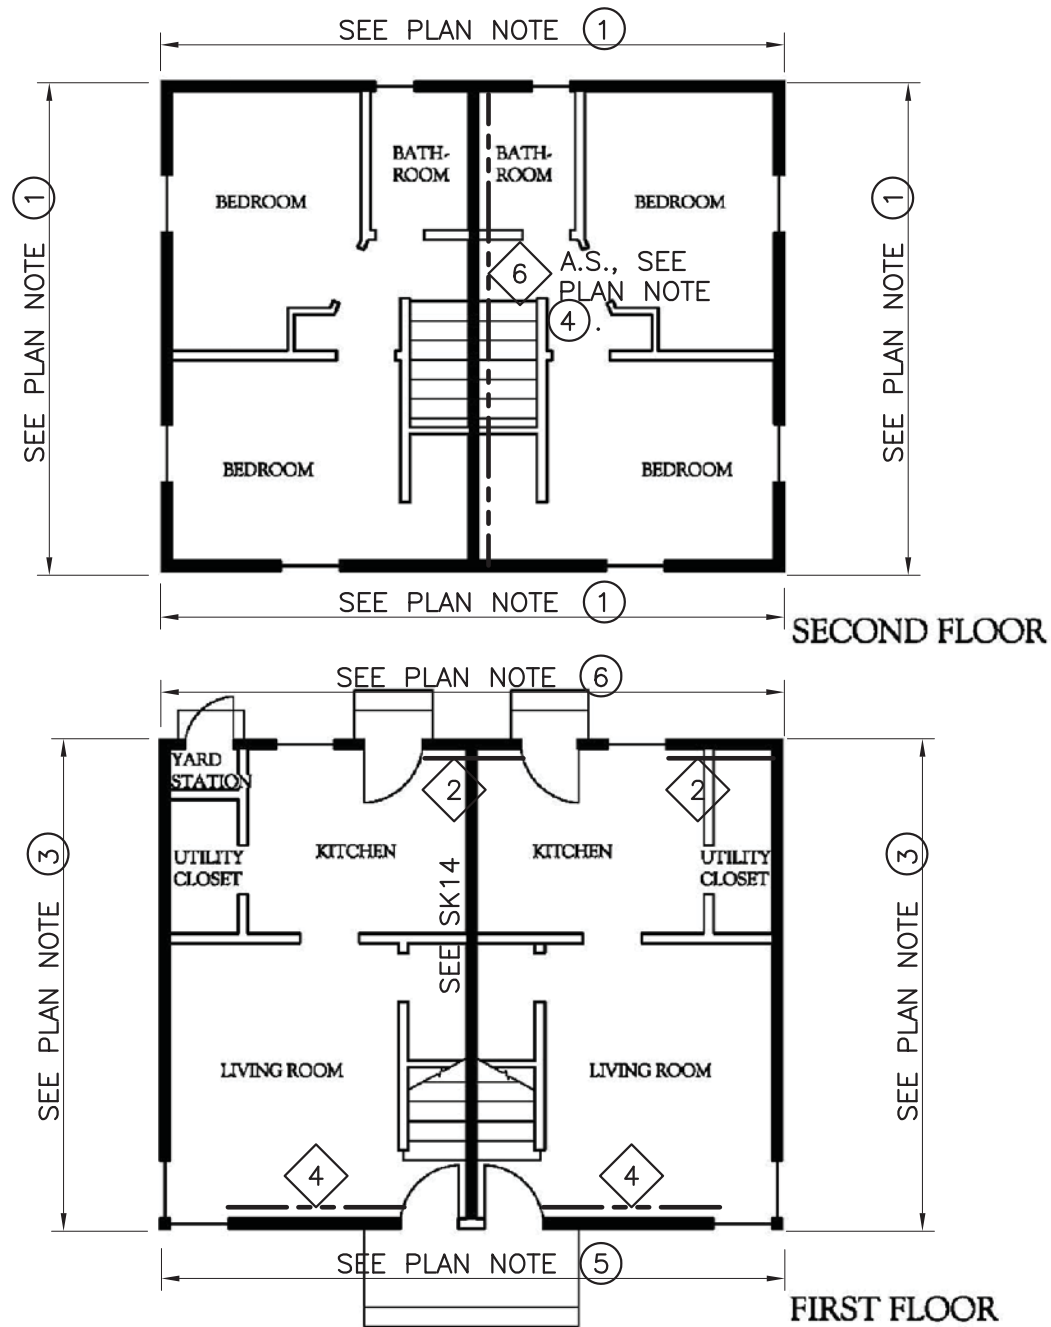 SEE PLAN NOTE 1
SEE PLAN NOTE 1
SEE PLAN NOTE 1
BATH-
ROOM
BATH-
ROOM
BEDROOM
BEDROOM
6
A.S., SEE
PLAN NOTE
4 .
BEDROOM
BEDROOM
SEE PLAN NOTE 1
SECOND FLOOR
SEE PLAN NOTE 6
SEE PLAN NOTE 3
SEE PLAN NOTE 3
YARD
STATION
2
2
UTILITY
CLOSET
KITCHEN
SEE SK14
KITCHEN
UTILITY
CLOSET
LIVING ROOM
LIVING ROOM
4
4
SEE PLAN NOTE 5
FIRST FLOOR